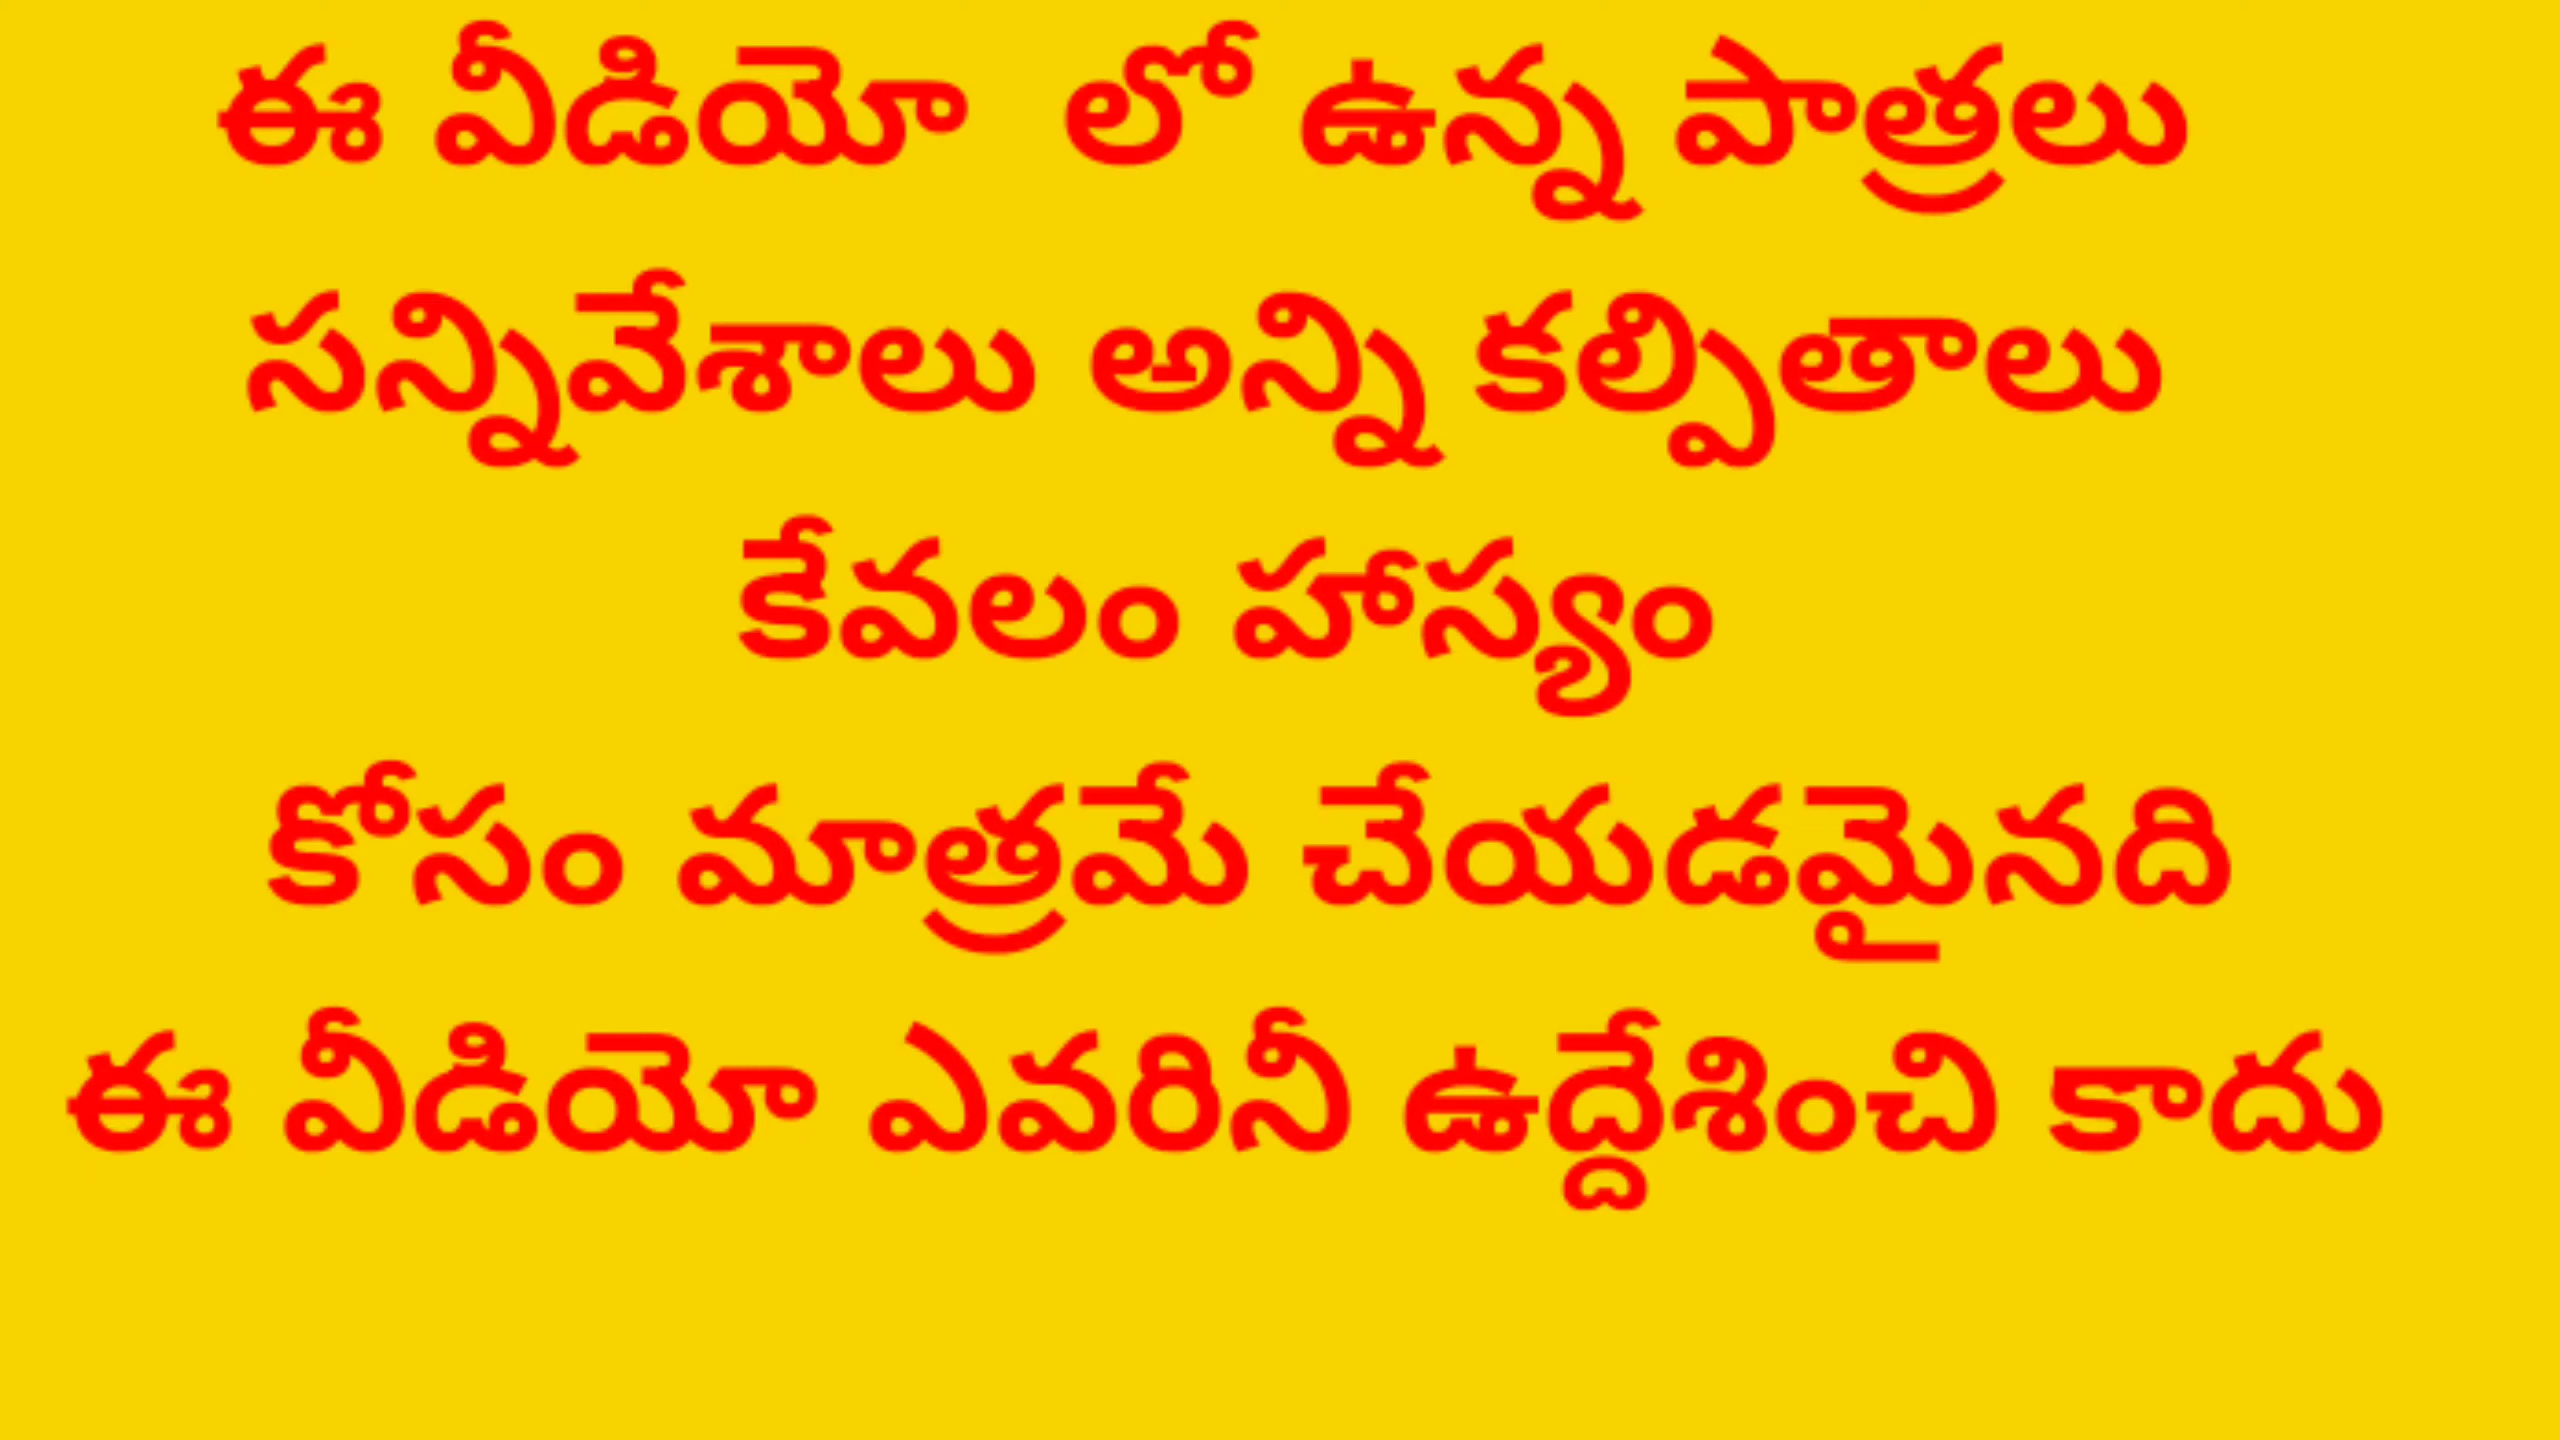 ఈ వీడియో లో ఉన్న పాత్రలు
సన్నివేశాలు అన్ని కల్పితాలు
కేవలం హాస్యం
కోసం మాత్రమే చేయడమైనది
ఈ వీడియో ఎవరినీ ఉద్దేశించి కాదు